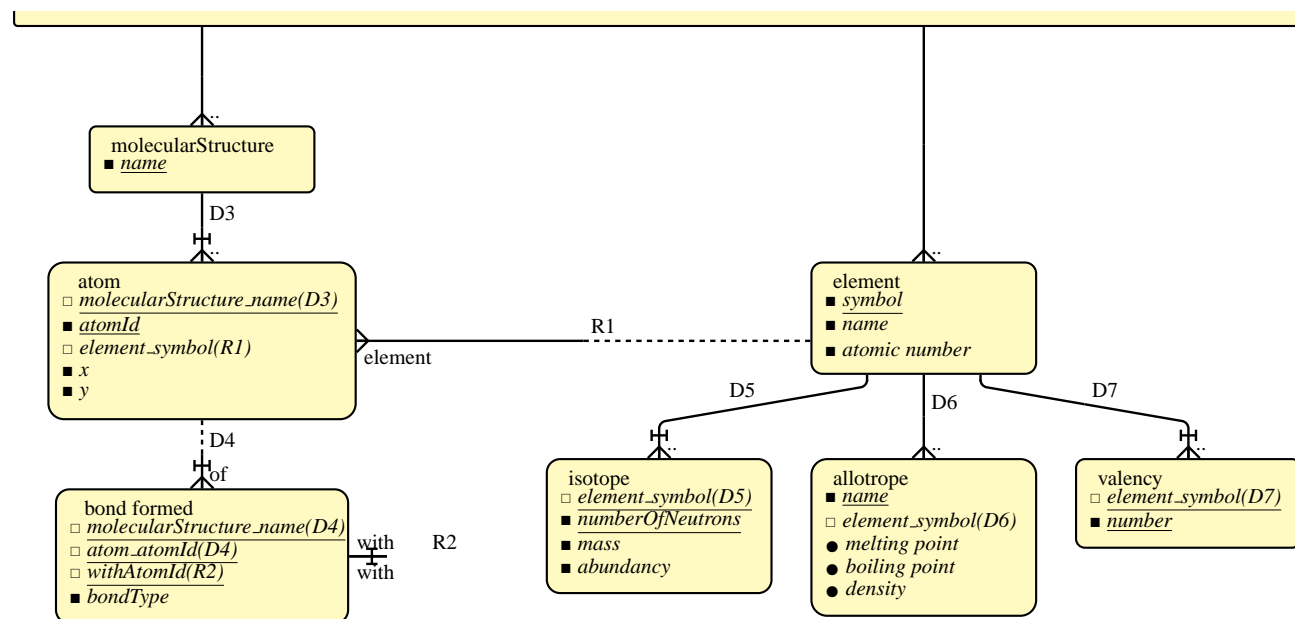 molecularStructure
name
D3
atom
molecularStructure_name(D3)
atomId
element_symbol(R1)
x
y
R1
element
element
symbol
name
atomic number
D4
of
bond formed
molecularStructure_name(D4)
atom_atomId(D4)
withAtomId(R2)
bondType
with
with
R2
D5
D6
D7
isotope
element_symbol(D5)
numberOfNeutrons
mass
abundancy
allotrope
name
element_symbol(D6)
melting point
boiling point
density
valency
element_symbol(D7)
number